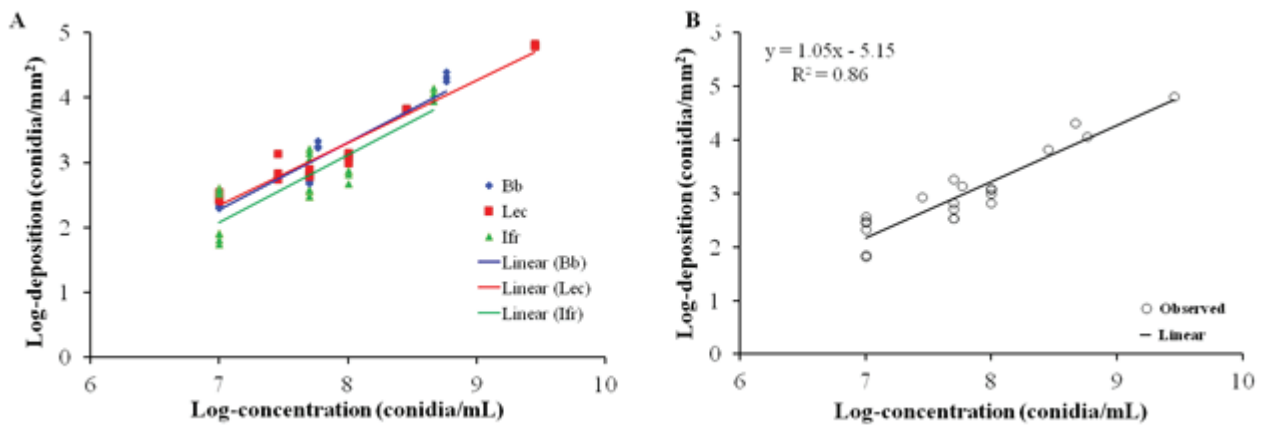 A
Log-deposition (conidia/mm²)
5
4
3
2
1
0
6
7
8
9
10
Log-concentration (conidia/mL)
Bb
Lec
Ifr
Linear (Bb)
Linear (Lec)
Linear (Ifr)
B
Log-deposition (conidia/mm²)
5
5
4
3
2
1
0
6
7
8
9
10
Log-concentration (conidia/mL)
y = 1.05x - 5.15
R² = 0.86
Observed
Linear